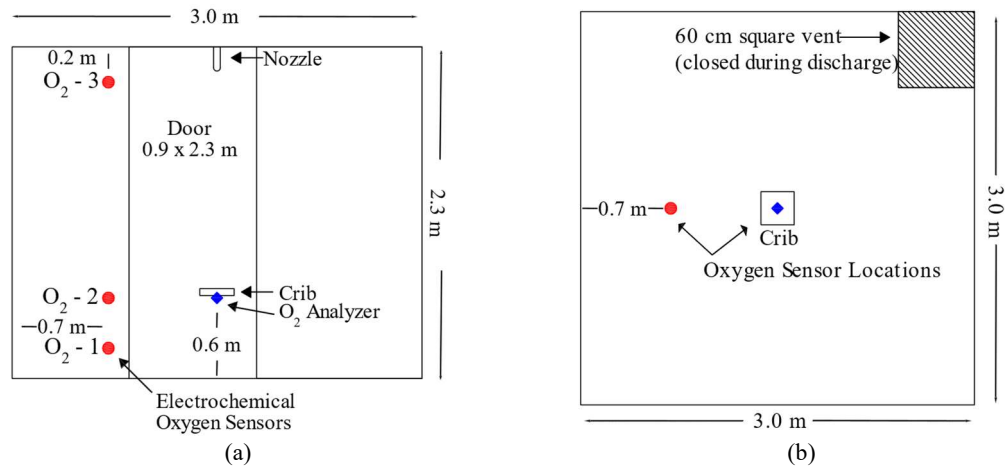 3.0 m
0.2 m
Nozzle
O2 - 3
Door
0.9 x 2.3 m
2.3 m
O2 - 2
Crib
O2 Analyzer
0.7 m
O2 - 1
0.6 m
Electrochemical
Oxygen Sensors
(a)
60 cm square vent
(closed during discharge)
0.7 m
Crib
Oxygen Sensor Locations
3.0 m
3.0 m
(b)